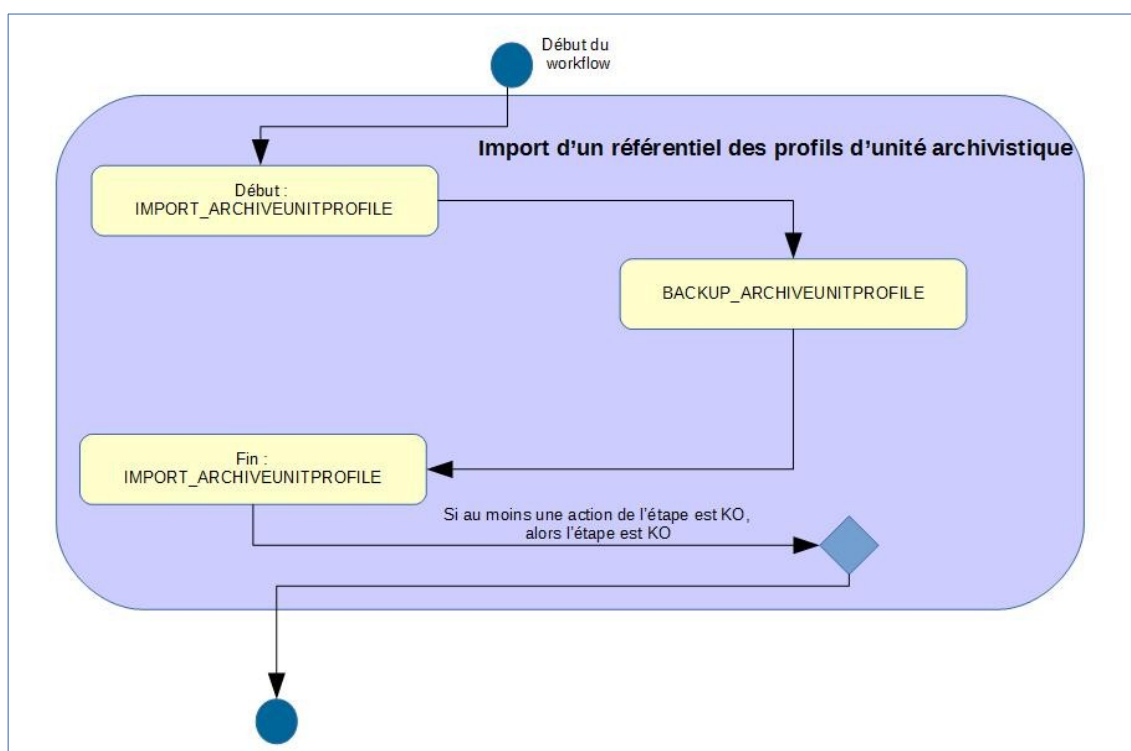 Début du
workflow
Import d’un référentiel des profils d’unité archivistique
Début :
IMPORT_ARCHIVEUNITPROFILE
BACKUP_ARCHIVEUNITPROFILE
Fin :
IMPORT_ARCHIVEUNITPROFILE
Si au moins une action de l’étape est KO,
alors l’étape est KO